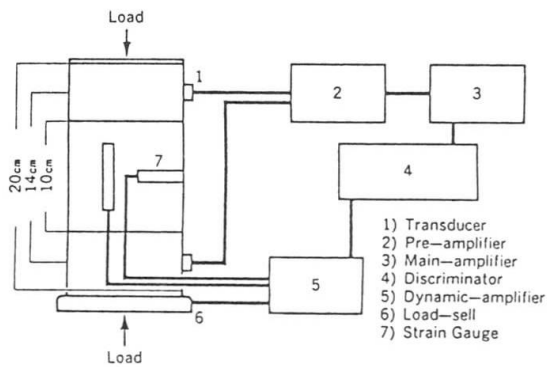 Load
1
2
3
7
4
20cm
14cm
10cm
5
6
Load
1) Transducer
2) Pre—amplifier
3) Main—amplifier
4) Discriminator
5) Dynamic—amplifier
6) Load—sell
7) Strain Gauge